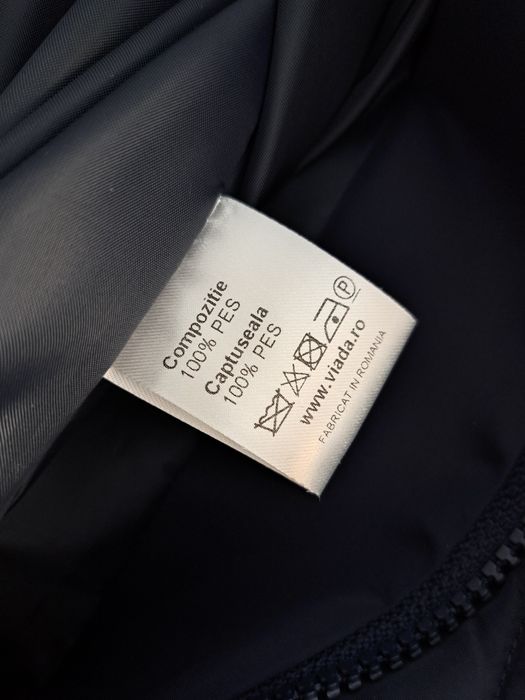 Compozitie
100% PES
Captuseala
100% PES
P
www.viada.ro
FABRICAT IN ROMANIA